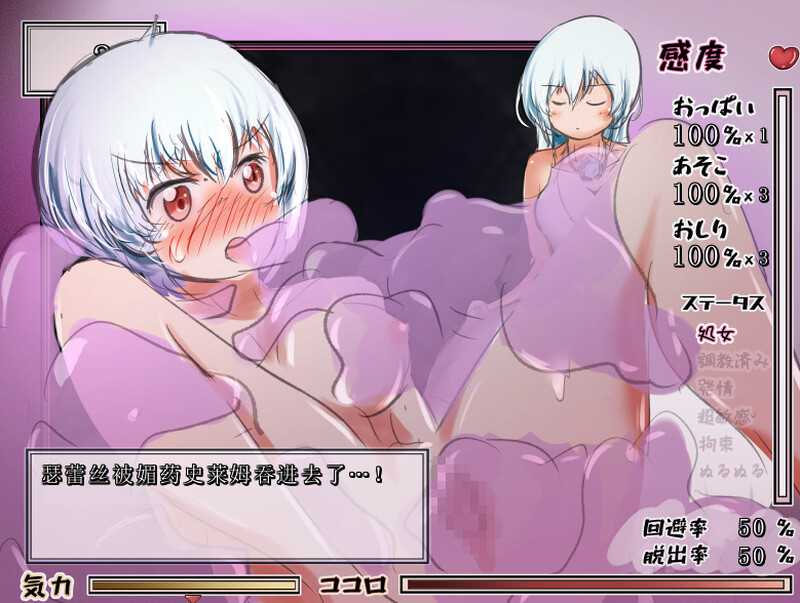 感度
おっぱい
100%×1
あそこ
100%×3
おしり
100%×3
ステータス
処女
調教済み
発情
超敏感
拘束
ぬるぬる
瑟蕾丝被媚药史莱姆吞进去了…！
回避率 50 %
脱出率 50 %
気力
ココロ